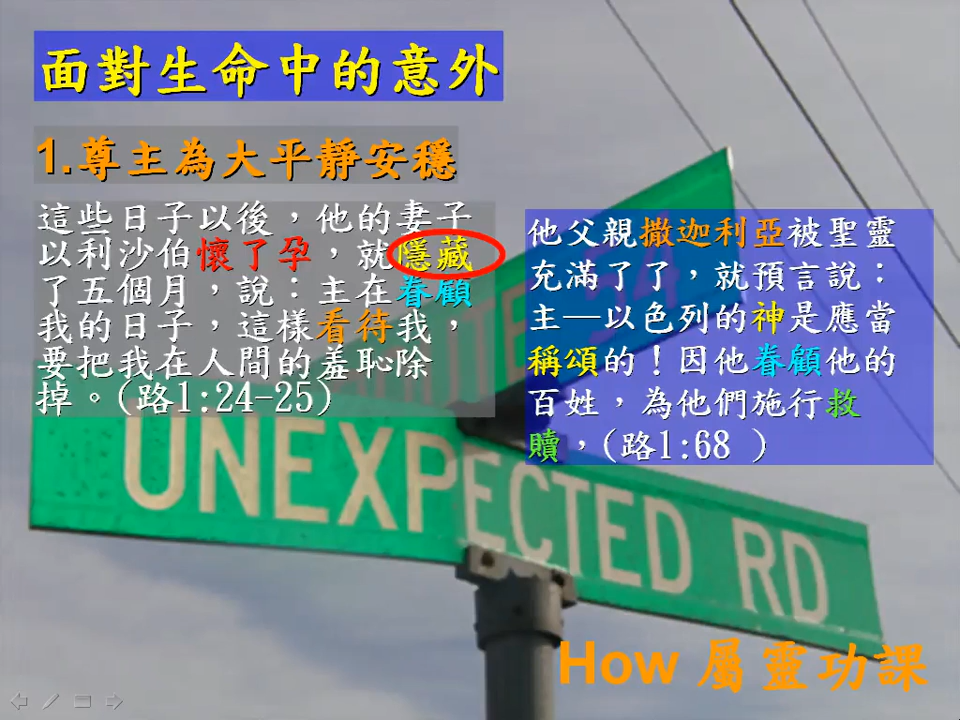 面對生命中的意外
1.尊主為大平靜安穩
這些日子以後，他的妻子
以利沙伯懷了孕，就隱藏
了五個月，說：主在眷顧
我的日子，這樣看待我，
要把我在人間的羞恥除
掉。(路1:24-25)
他父親撒迦利亞被聖靈
充滿了了，就預言說：
主─以色列的神是應當
稱頌的！因他眷顧他的
百姓，為他們施行救
贖，(路1:68 )
UNEXPECTED RD
How 屬靈功課